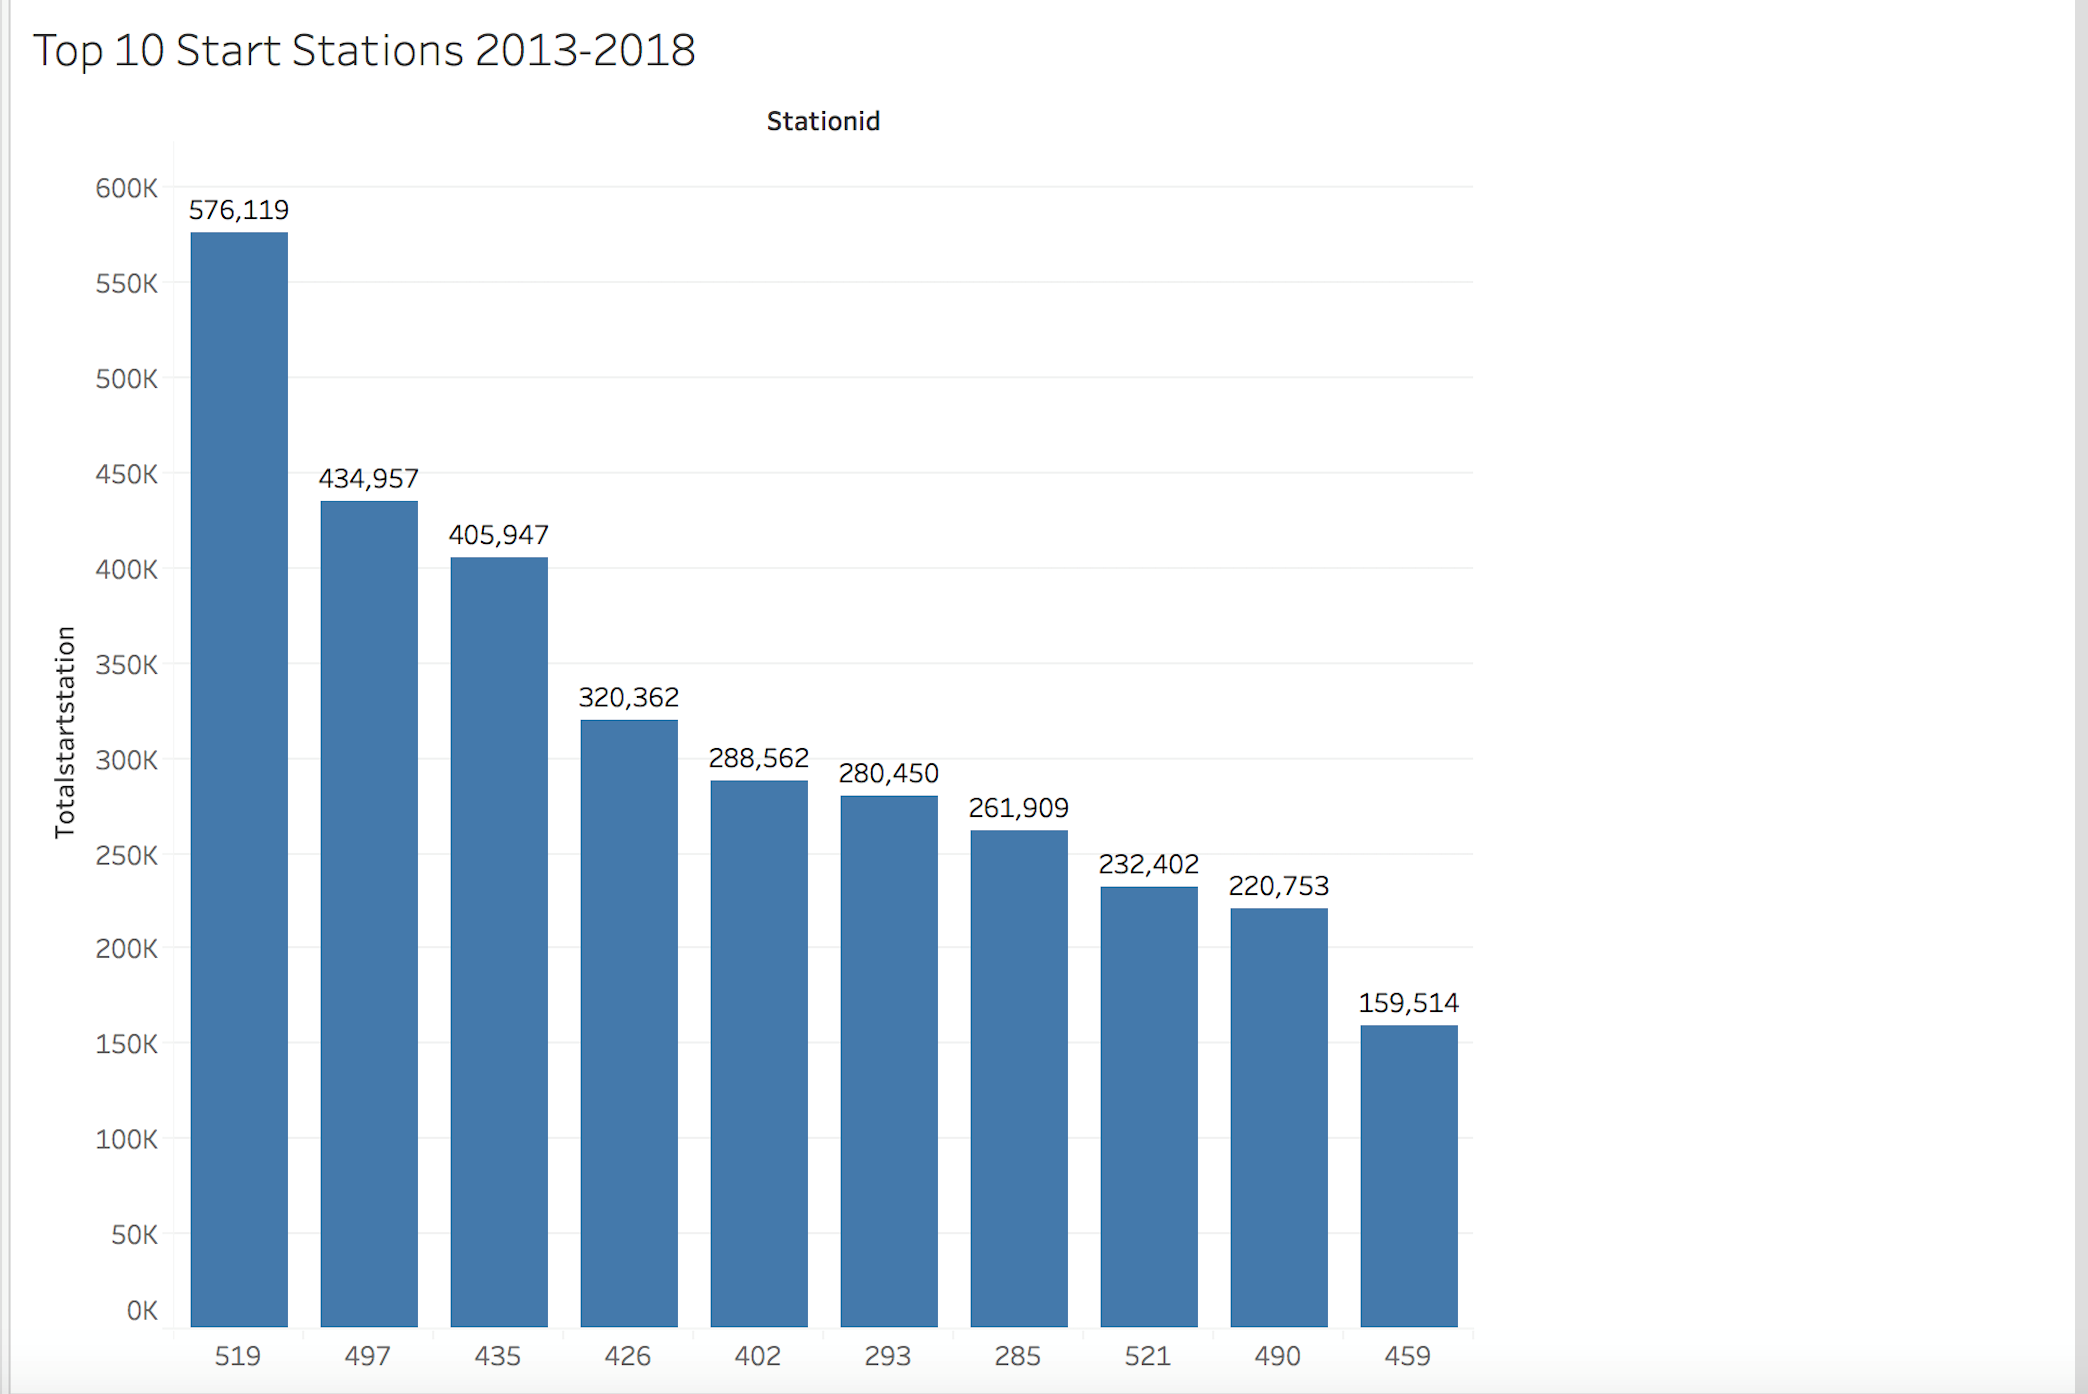 Top 10 Start Stations 2013-2018
Stationid
600K
550K
500K
450K
400K
350K
300K
250K
200K
150K
100K
50K
0K
Totalstartstation
576,119
434,957
405,947
320,362
288,562
280,450
261,909
232,402
220,753
159,514
519 497 435 426 402 293 285 521 490 459